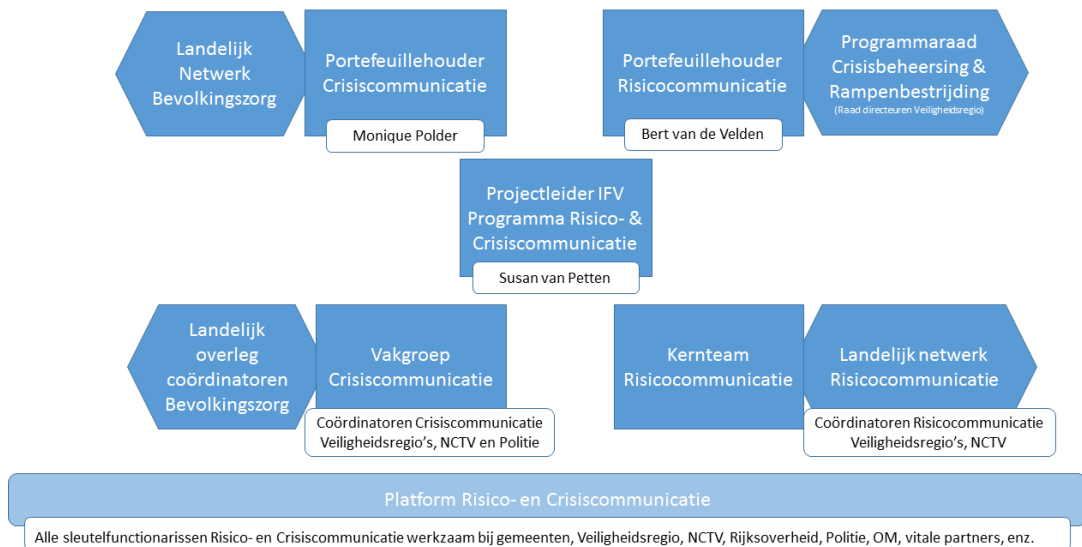 Landelijk
Netwerk
Bevolkingszorg
Portefeuillehouder
Crisiscommunicatie
Monique Polder
Portefeuillehouder
Risicocommunicatie
Bert van de Velden
Programmaraad
Crisisbeheersing &
Rampenbestrijding
(Raad directeuren Veiligheidsregio)
Projectleider IFV
Programma Risico- &
Crisiscommunicatie
Susan van Petten
Landelijk
overleg
coördinatoren
Bevolkingszorg
Vakgroep
Crisiscommunicatie
Coördinatoren Crisiscommunicatie
Veiligheidsregio's, NCTV en Politie
Kernteam
Risicocommunicatie
Landelijk netwerk
Risicocommunicatie
Coördinatoren Risicocommunicatie
Veiligheidsregio's, NCTV
Platform Risico- en Crisiscommunicatie
Alle sleutelfunctionarissen Risico- en Crisiscommunicatie werkzaam bij gemeenten, Veiligheidsregio, NCTV, Rijksoverheid, Politie, OM, vitale partners, enz.